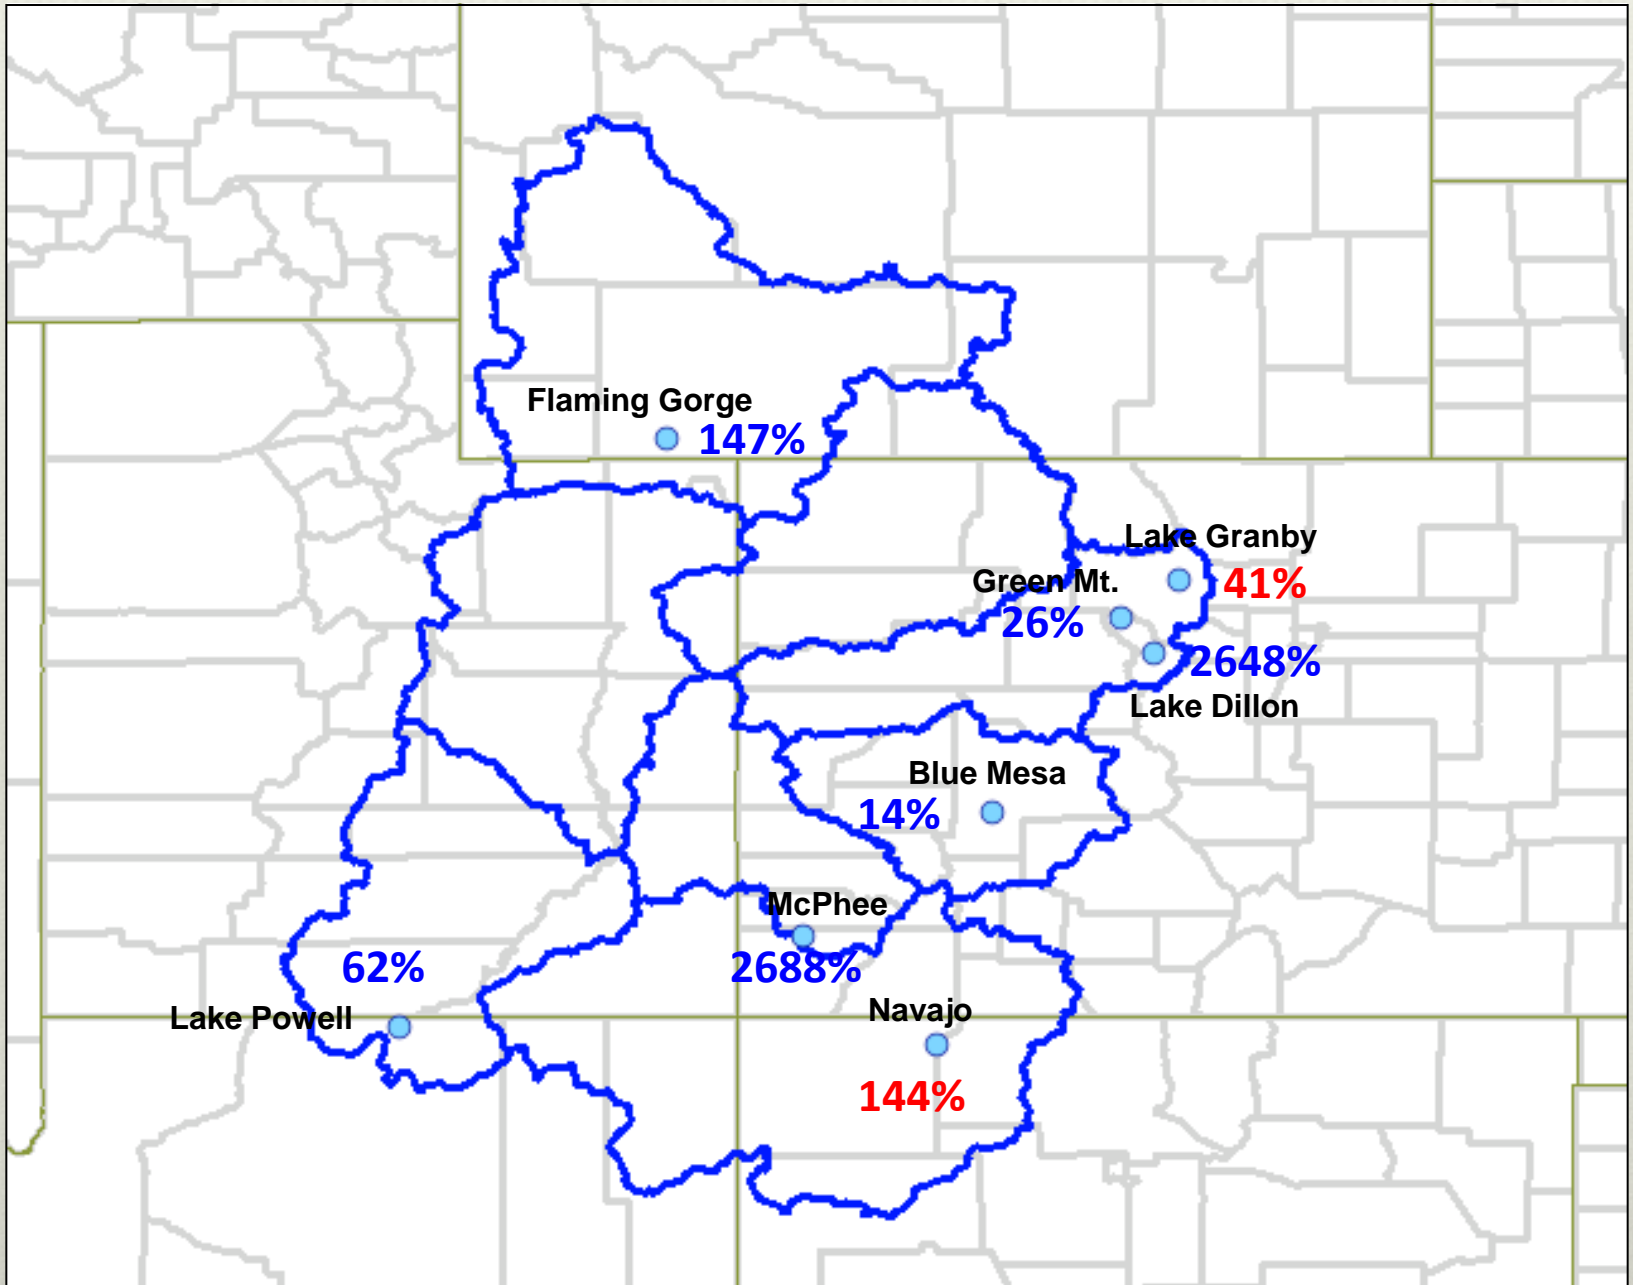 Flaming Gorge
147%
Lake Granby
41%
Green Mt.
26%
2648%
Lake Dillon
Blue Mesa
14%
McPhee
2688%
62%
Lake Powell
Navajo
144%